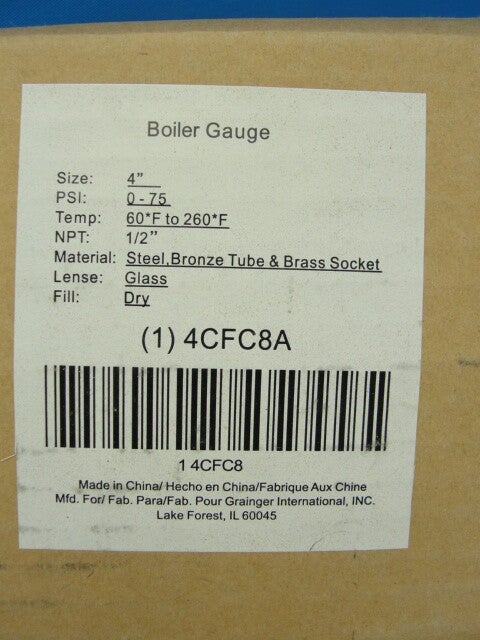 Boiler Gauge
Size: 4”
PSI: 0 - 75
Temp: 60*F to 260*F
NPT: 1/2”
Material: Steel,Bronze Tube & Brass Socket
Lense: Glass
Fill: Dry
(1) 4CFC8A
1 4CFC8
Made in China/ Hecho en China/Fabrique Aux Chine
Mfd. For/ Fab. Para/Fab. Pour Grainger International, INC.
Lake Forest, IL 60045